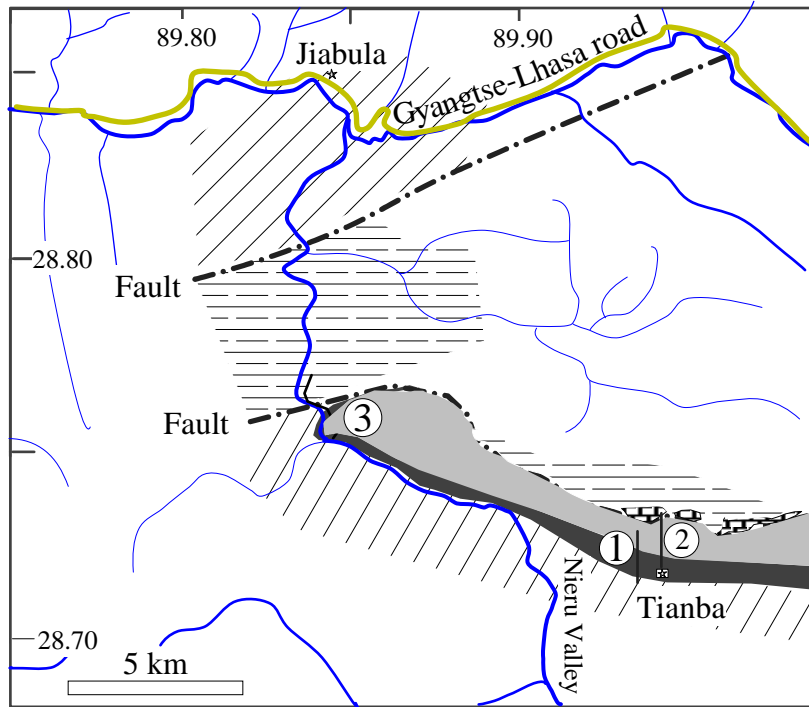 89.80
89.90
Jiabula
Gyangtse-Lhasa road
28.80
Fault
Fault
3
1
2
Tianba
Nieru Valley
28.70
5 km